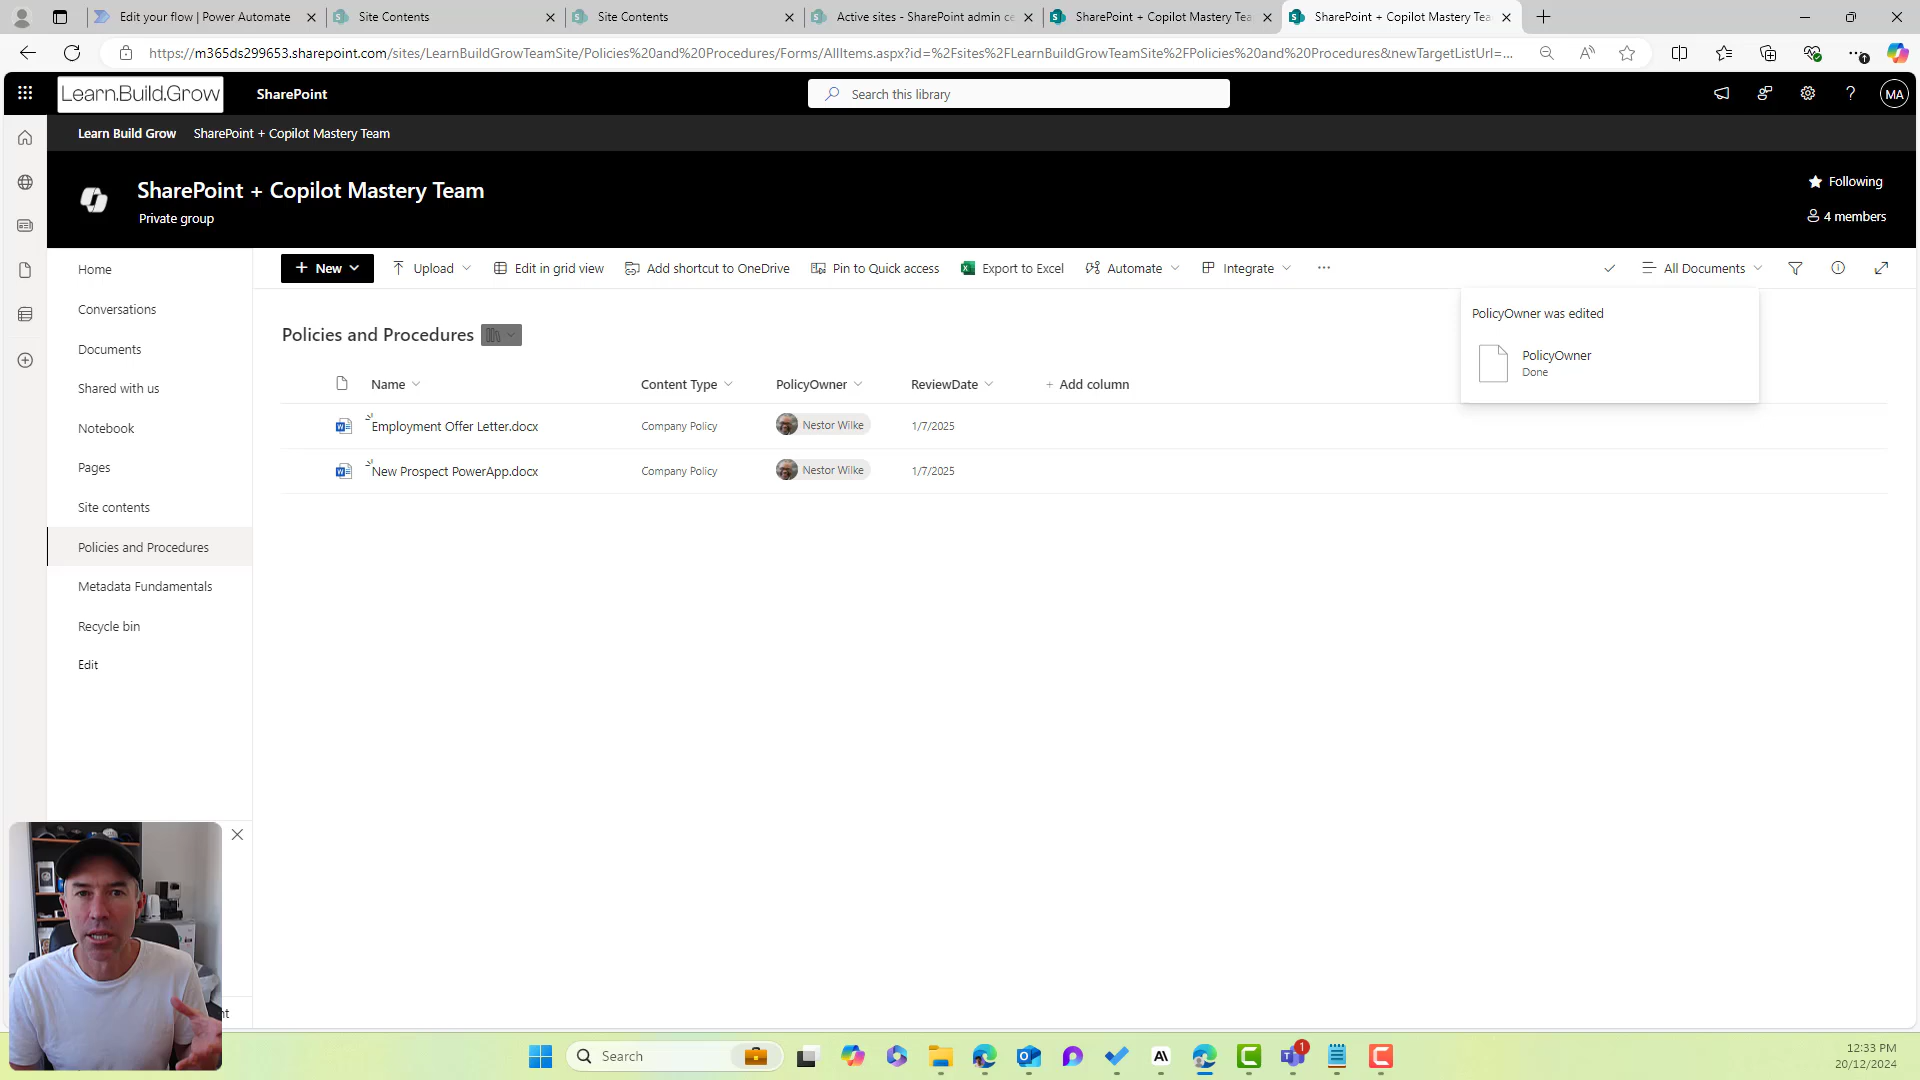 Edit your flow | Power Automate
Site Contents
Site Contents
Active sites - SharePoint admin ce
SharePoint + Copilot Mastery Tea
SharePoint + Copilot Mastery Tea
https://m365ds299653.sharepoint.com/sites/LearnBuildGrowTeamSite/Policies%20and%20Procedures/Forms/AllItems.aspx?id=%2Fsites%2FLearnBuildGrowTeamSite%2FPolicies%20and%20Procedures&newTargetListUrl=...
Learn.Build.Grow
SharePoint
Search this library
MA
Learn Build Grow
SharePoint + Copilot Mastery Team
SharePoint + Copilot Mastery Team
Private group
Following
4 members
Home
Conversations
Documents
Shared with us
Notebook
Pages
Site contents
Policies and Procedures
Metadata Fundamentals
Recycle bin
Edit
+ New
Upload
Edit in grid view
Add shortcut to OneDrive
Pin to Quick access
Export to Excel
Automate
Integrate
...
All Documents
PolicyOwner was edited
PolicyOwner
Done
Policies and Procedures
Name
Content Type
PolicyOwner
ReviewDate
+ Add column
Employment Offer Letter.docx
Company Policy
Nestor Wilke
1/7/2025
New Prospect PowerApp.docx
Company Policy
Nestor Wilke
1/7/2025
nt
Search
1
12:33 PM
20/12/2024